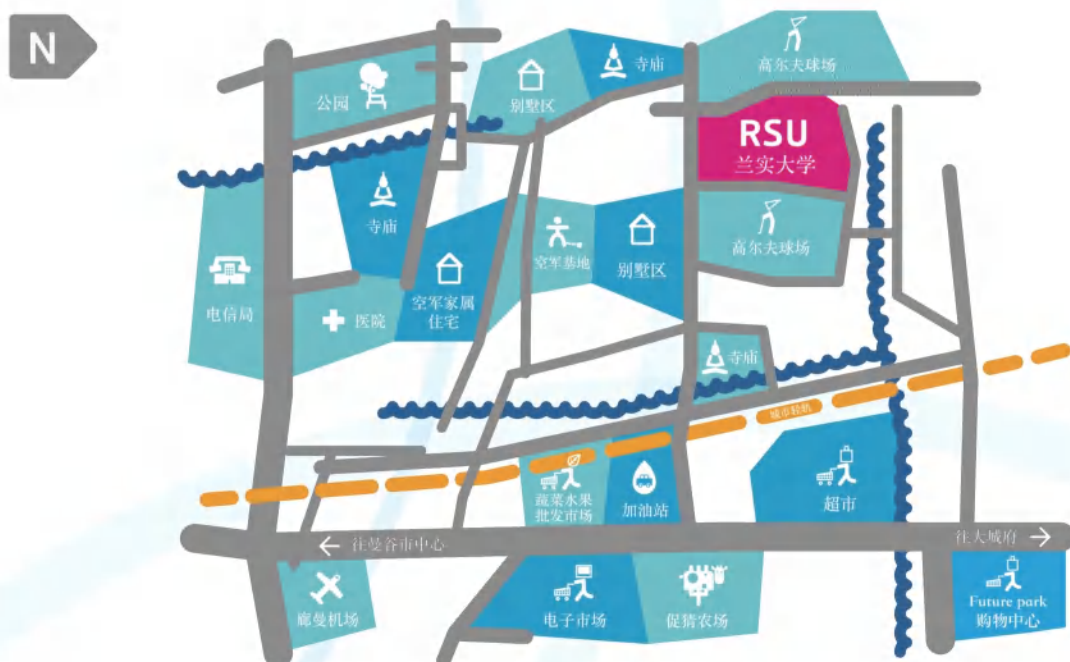 N
公园
别墅区
寺庙
高尔夫球场
RSU
兰实大学
寺庙
电信局
医院
空军家属
住宅
空军基地
别墅区
高尔夫球场
寺庙
城市轻轨
蔬菜水果
批发市场
加油站
超市
往曼谷市中心
往大城府
廊曼机场
电子市场
促猜农场
Future park
购物中心